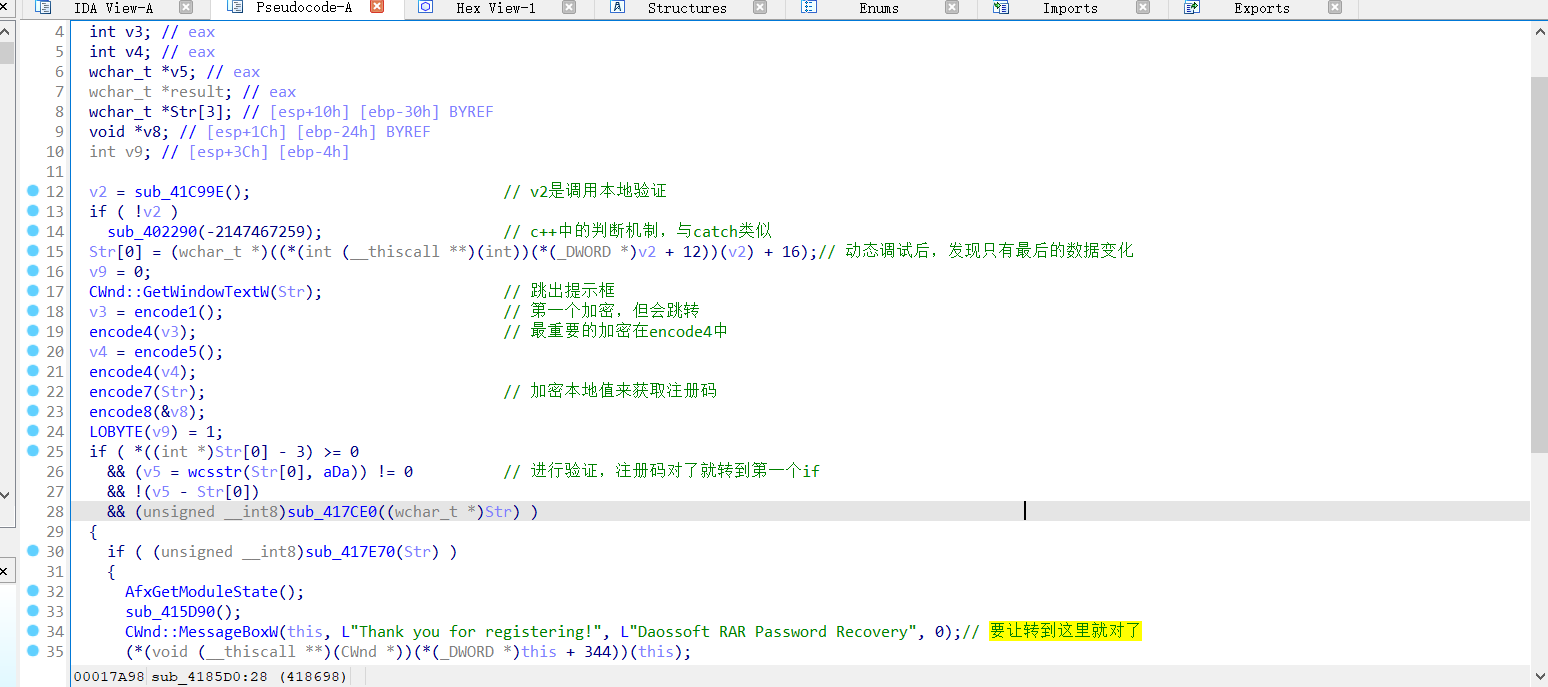 IDA View-A Pseudocode-A Hex View-1 Structures Enums Imports Exports
4 int v3; // eax
5 int v4; // eax
6 wchar_t *v5; // eax
7 wchar_t *result; // eax
8 wchar_t *Str[3]; // [esp+10h] [ebp-30h] BYREF
9 void *v8; // [esp+1Ch] [ebp-24h] BYREF
10 int v9; // [esp+3Ch] [ebp-4h]
11
12 v2 = sub_41C99E(); // v2是调用本地验证
13 if ( !v2 )
14 sub_402290(-2147467259); // c++中的判断机制，与catch类似
15 Str[0] = (wchar_t *)((*(int (__thiscall **)(int))(*(_DWORD *)v2 + 12))(v2) + 16);// 动态调试后，发现只有最后的数据变化
16 v9 = 0;
17 CWnd::GetWindowTextW(Str); // 跳出提示框
18 v3 = encode1(); // 第一个加密，但会跳转
19 encode4(v3); // 最重要的加密在encode4中
20 v4 = encode5();
21 encode4(v4);
22 encode7(Str); // 加密本地值来获取注册码
23 encode8(&v8);
24 LOBYTE(v9) = 1;
25 if ( *((int *)Str[0] - 3) >= 0
26 && (v5 = wcsstr(Str[0], aDa)) != 0 // 进行验证，注册码对了就转到第一个if
27 && !(v5 - Str[0])
28 && (unsigned __int8)sub_417CE0((wchar_t *)Str) )
29 {
30 if ( (unsigned __int8)sub_417E70(Str) )
31 {
32 AfxGetModuleState();
33 sub_415D90();
34 CWnd::MessageBoxW(this, L"Thank you for registering!", L"Daossoft RAR Password Recovery", 0);// 要让转到这里就对了
35 (*(void (__thiscall **)(CWnd *))(*(_DWORD *)this + 344))(this);
00017A98 sub_4185D0:28 (418698)